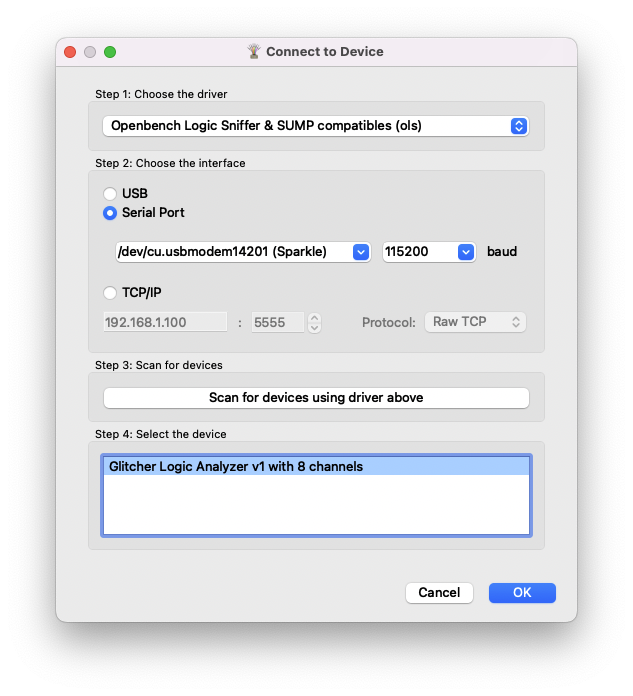 Connect to Device
Step 1: Choose the driver
Openbench Logic Sniffer & SUMP compatibles (ols)
Step 2: Choose the interface
USB
Serial Port
/dev/cu.usbmodem14201 (Sparkle) 115200 baud
TCP/IP
192.168.1.100 : 5555 Protocol: Raw TCP
Step 3: Scan for devices
Scan for devices using driver above
Step 4: Select the device
Glitcher Logic Analyzer v1 with 8 channels
Cancel OK